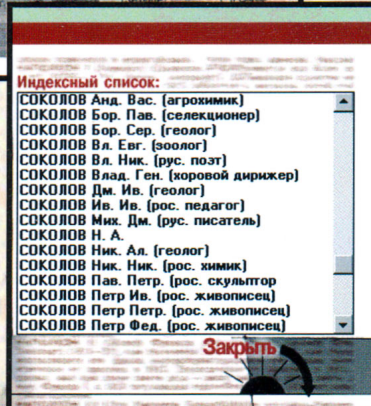 Индексный список:
СОКОЛОВ Анд. Вас. (агрохимик)
СОКОЛОВ Бор. Пав. (селекционер)
СОКОЛОВ Бор. Сер. (геолог)
СОКОЛОВ Вл. Евг. (зоолог)
СОКОЛОВ Вл. Ник. (рус. поэт)
СОКОЛОВ Влад. Ген. (хоровой дирижер)
СОКОЛОВ Дм. Ив. (геолог)
СОКОЛОВ Ив. Ив. (рос. педагог)
СОКОЛОВ Мих. Дм. (рус. писатель)
СОКОЛОВ Н. А.
СОКОЛОВ Ник. Ал. (геолог)
СОКОЛОВ Ник. Ник. (рос. химик)
СОКОЛОВ Пав. Петр. (рос. скульптор
СОКОЛОВ Петр Ив. (рос. живописец)
СОКОЛОВ Петр Петр. (рос. живописец)
СОКОЛОВ Петр Фед. (рос. живописец)
Закрыть